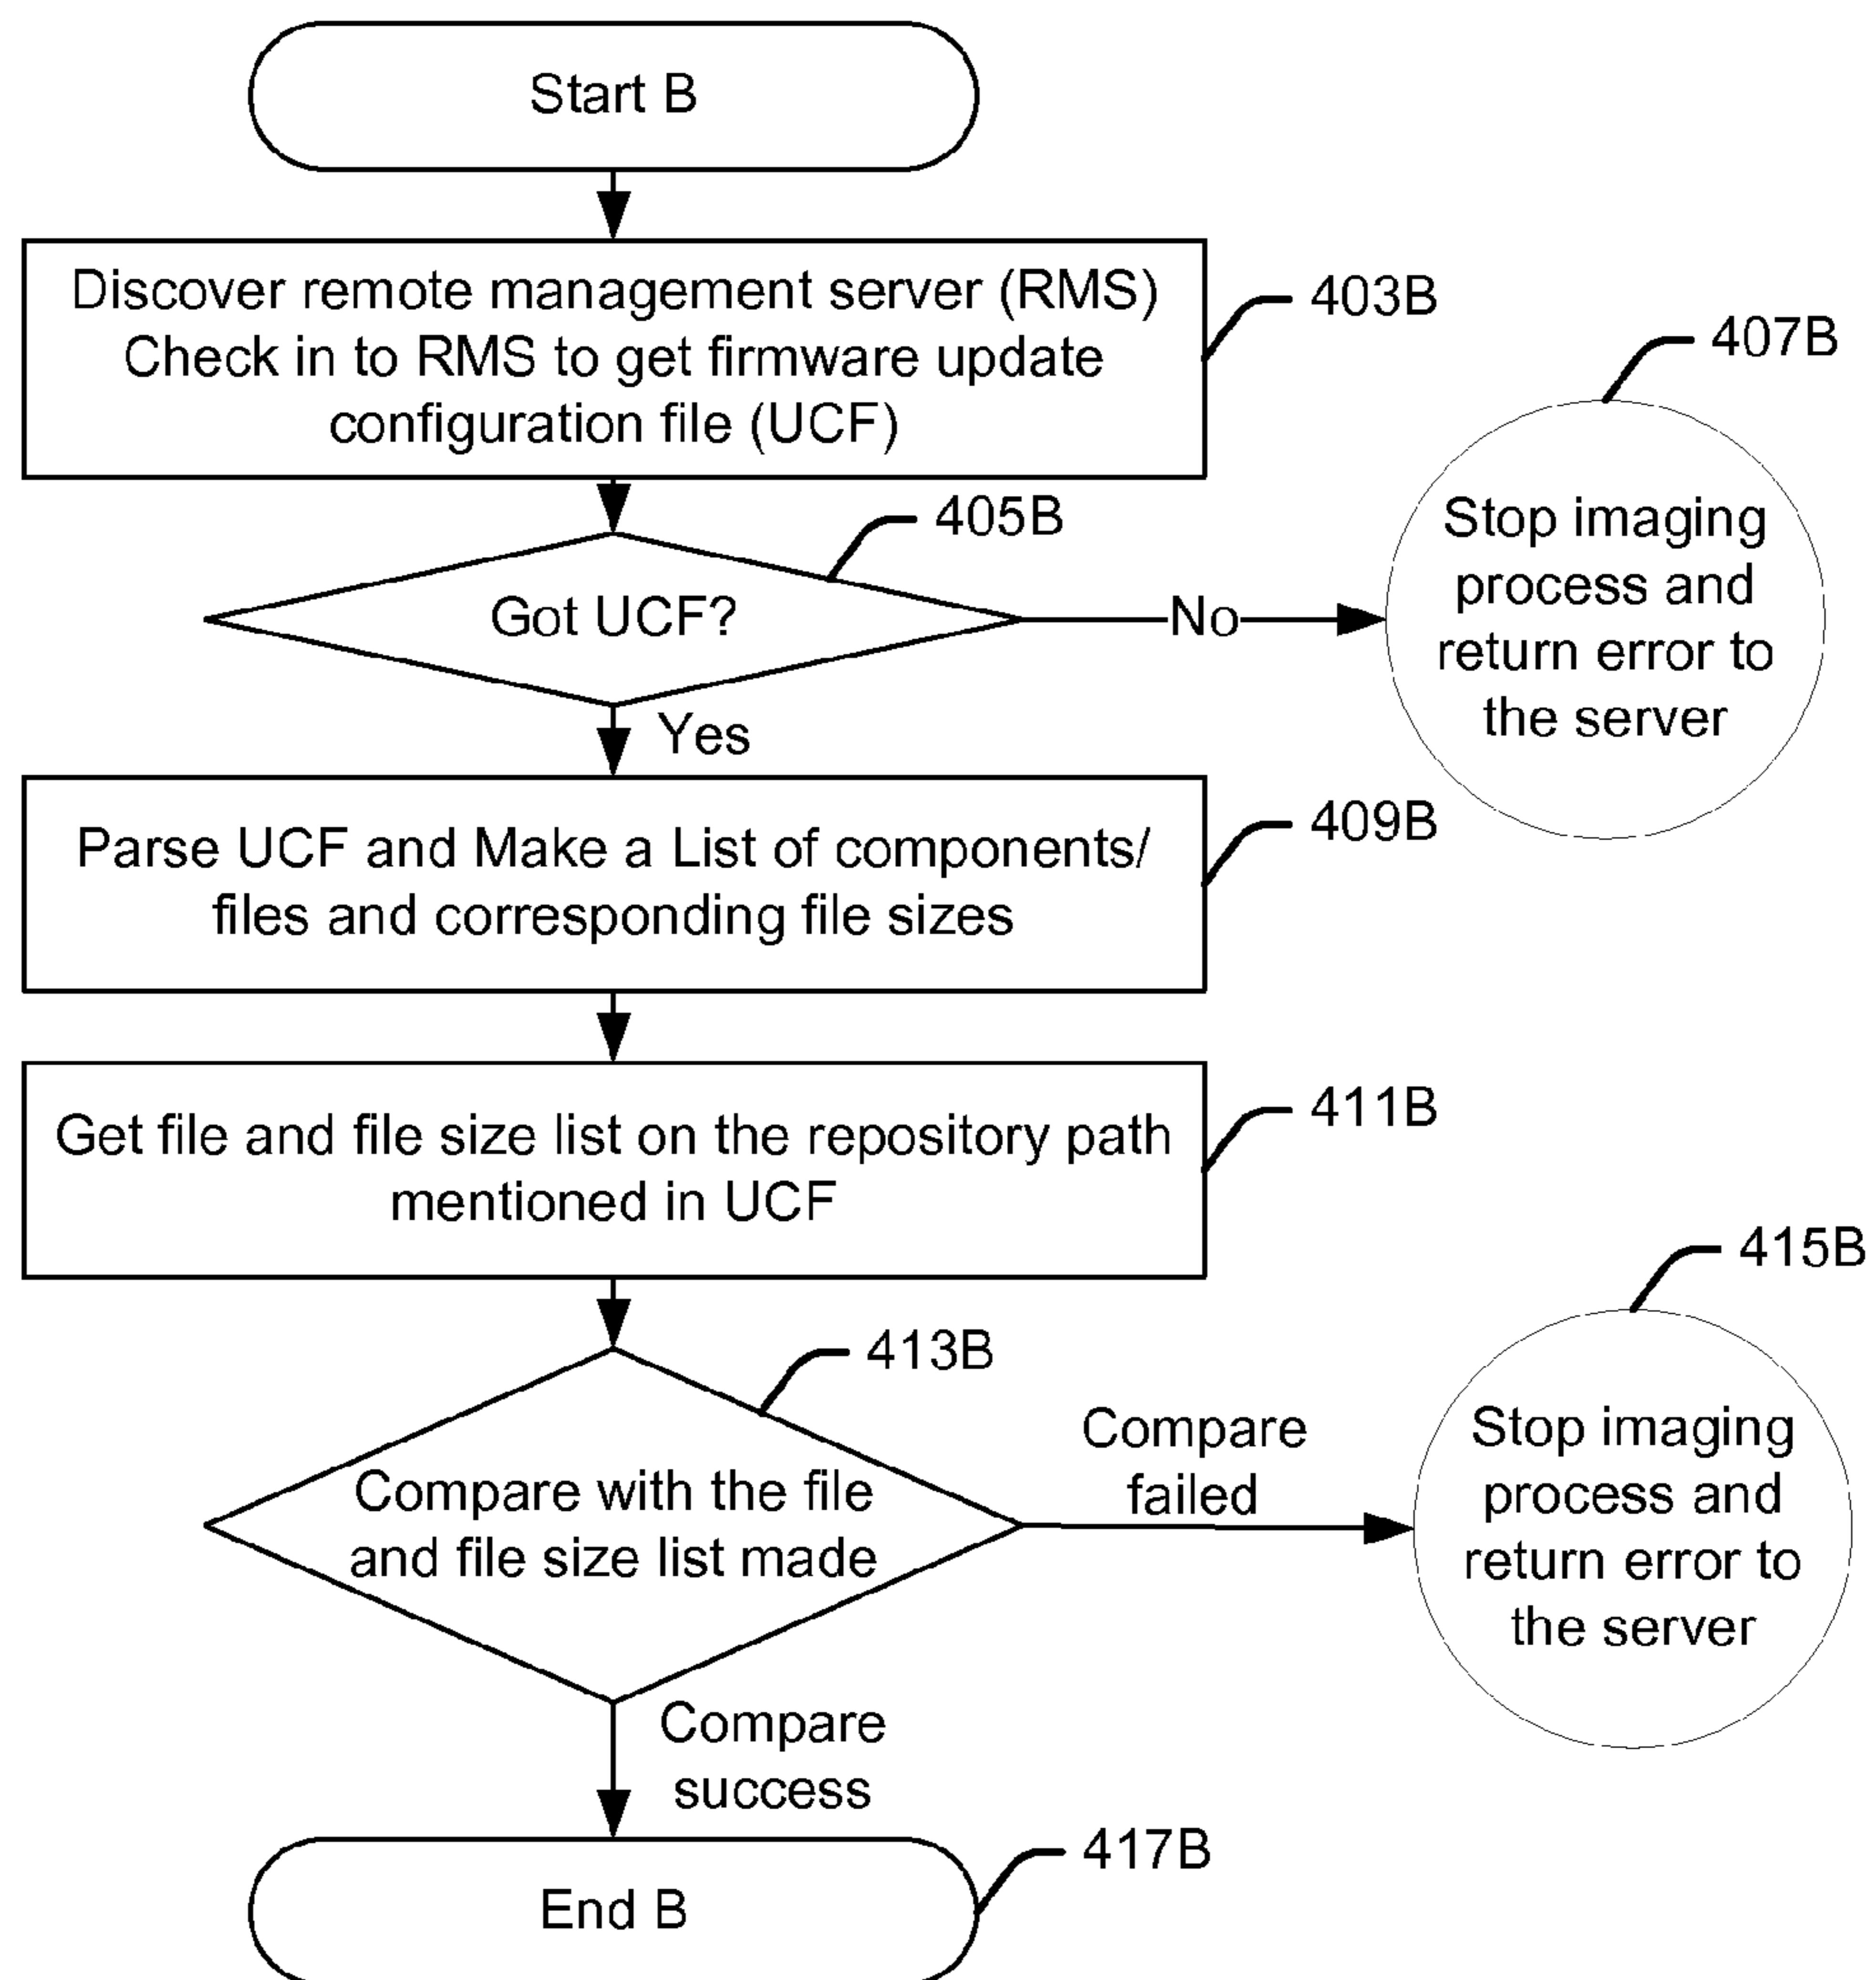 Start B
Discover remote management server (RMS)
Check in to RMS to get firmware update
configuration file (UCF)
403B
407B
405B
Got UCF?
No
Stop imaging
process and
return error to
the server
Yes
Parse UCF and Make a List of components/
files and corresponding file sizes
409B
Get file and file size list on the repository path
mentioned in UCF
411B
413B
415B
Compare with the file
and file size list made
Compare
failed
Stop imaging
process and
return error to
the server
Compare
success
End B
417B